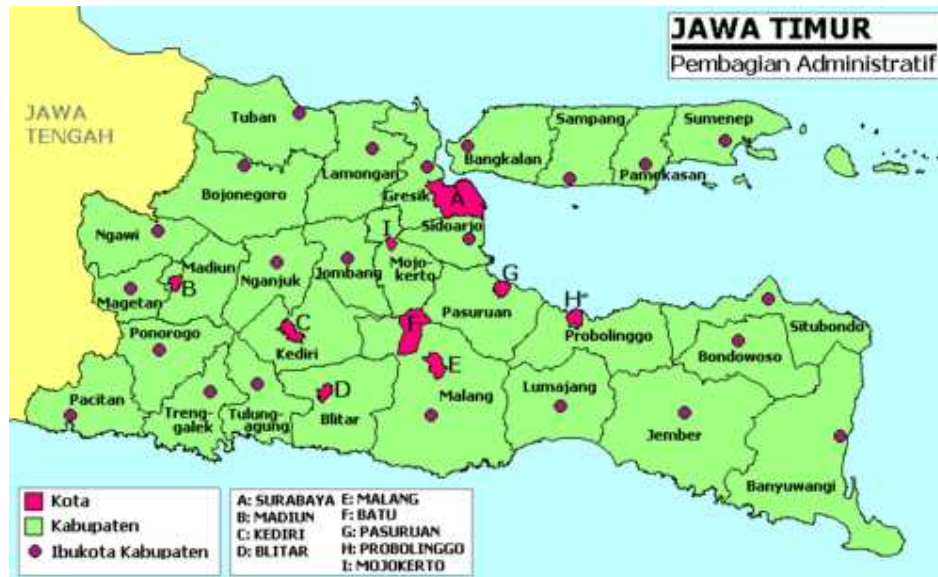 JAWA TIMUR
Pembagian Administratif
JAWA
TENGAH
Tuban
Bojonegoro
Lamongan
Gresik
Bangkalan
Sampang
Pamekasan
Sumenep
A
I
Sidoarjo
Ngawi
Madiun
B
Magetan
Nganjuk
Jombang
Mojo-
kerto
G
Pasuruan
H
Probolinggo
Situbondo
Bondowoso
Ponorogo
C
Kediri
F
E
Malang
Lumajang
Pacitan
Treng-
galek
Tulung-
agung
D
Blitar
Jember
Banyuwangi
Kota
Kabupaten
Ibukota Kabupaten
A: SURABAYA
B: MADIUN
C: KEDIRI
D: BLITAR
E: MALANG
F: BATU
G: PASURUAN
H: PROBOLINGGO
I: MOJOKERTO